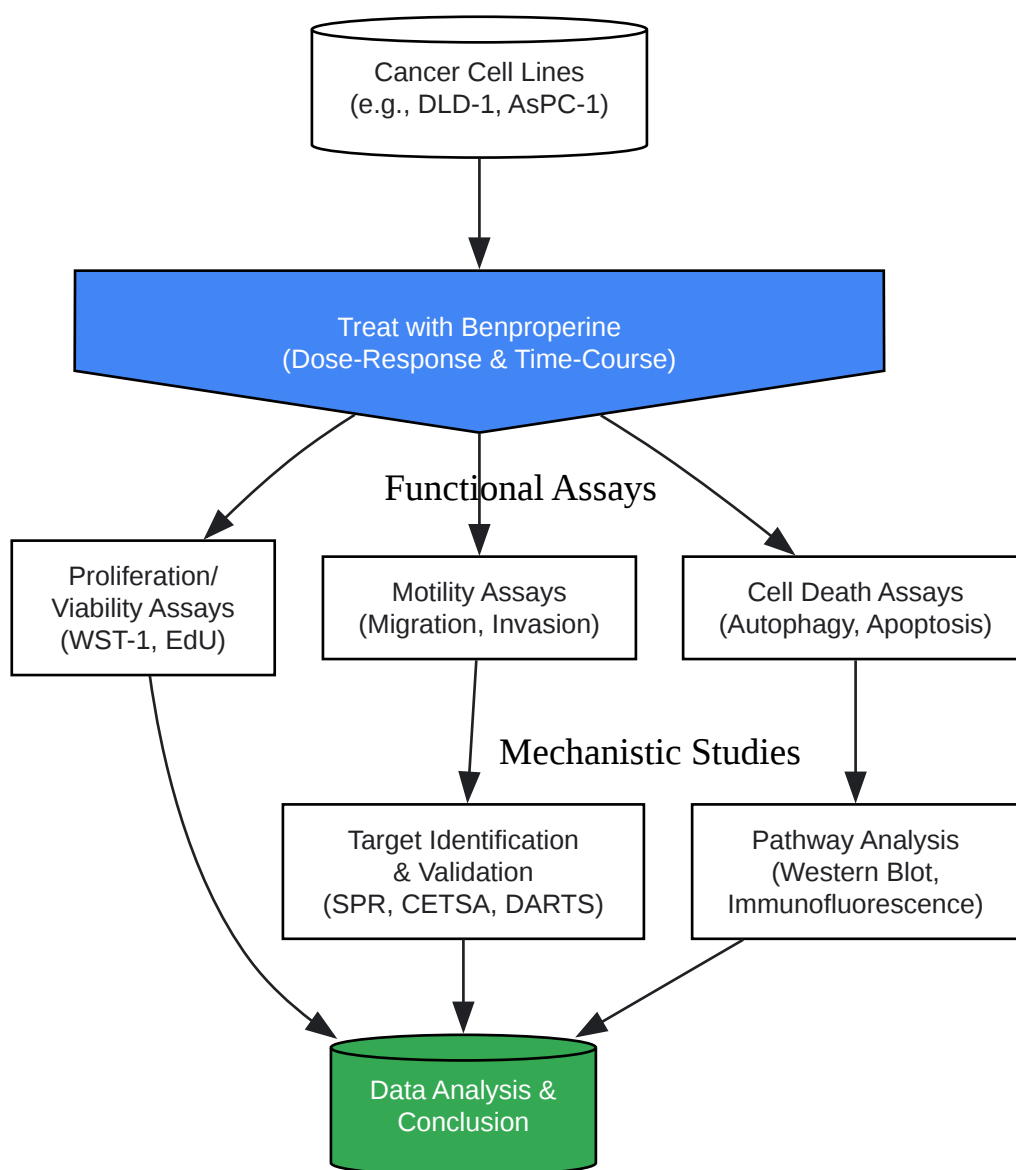 Cancer Cell Lines
(e.g., DLD-1, AsPC-1)
Treat with Benproperine
(Dose-Response & Time-Course)
Functional Assays
Proliferation/
Viability Assays
(WST-1, EdU)
Motility Assays
(Migration, Invasion)
Cell Death Assays
(Autophagy, Apoptosis)
Mechanistic Studies
Target Identification
& Validation
(SPR, CETSA, DARTS)
Pathway Analysis
(Western Blot,
Immunofluorescence)
Data Analysis &
Conclusion